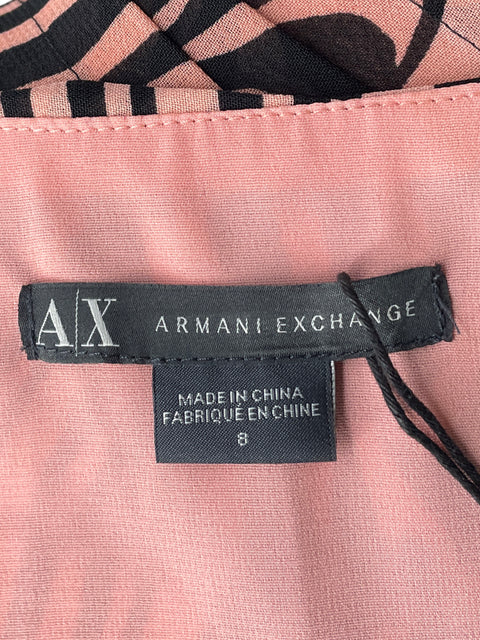 A|X ARMANI EXCHANGE
MADE IN CHINA
FABRIQUÉ EN CHINE
8